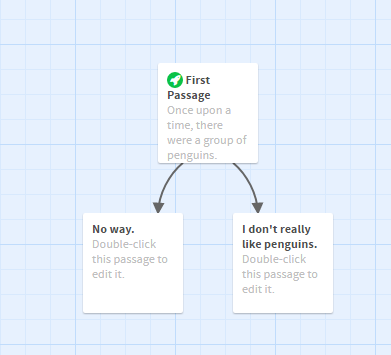 First
Passage
Once upon a
time, there
were a group of
penguins.
No way.
Double-click
this passage to
edit it.
I don't really
like penguins.
Double-click
this passage to
edit it.